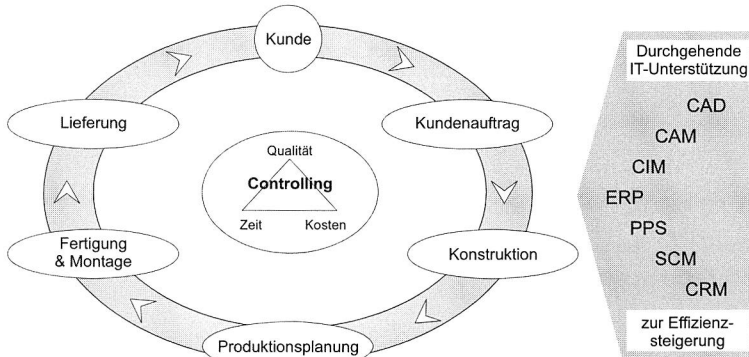 Kunde
Kundenauftrag
Konstruktion
Produktionsplanung
Fertigung
& Montage
Lieferung
Qualität
Controlling
Zeit
Kosten
Durchgehende
IT-Unterstützung
CAD
CAM
CIM
ERP
PPS
SCM
CRM
zur Effizienz-
steigerung